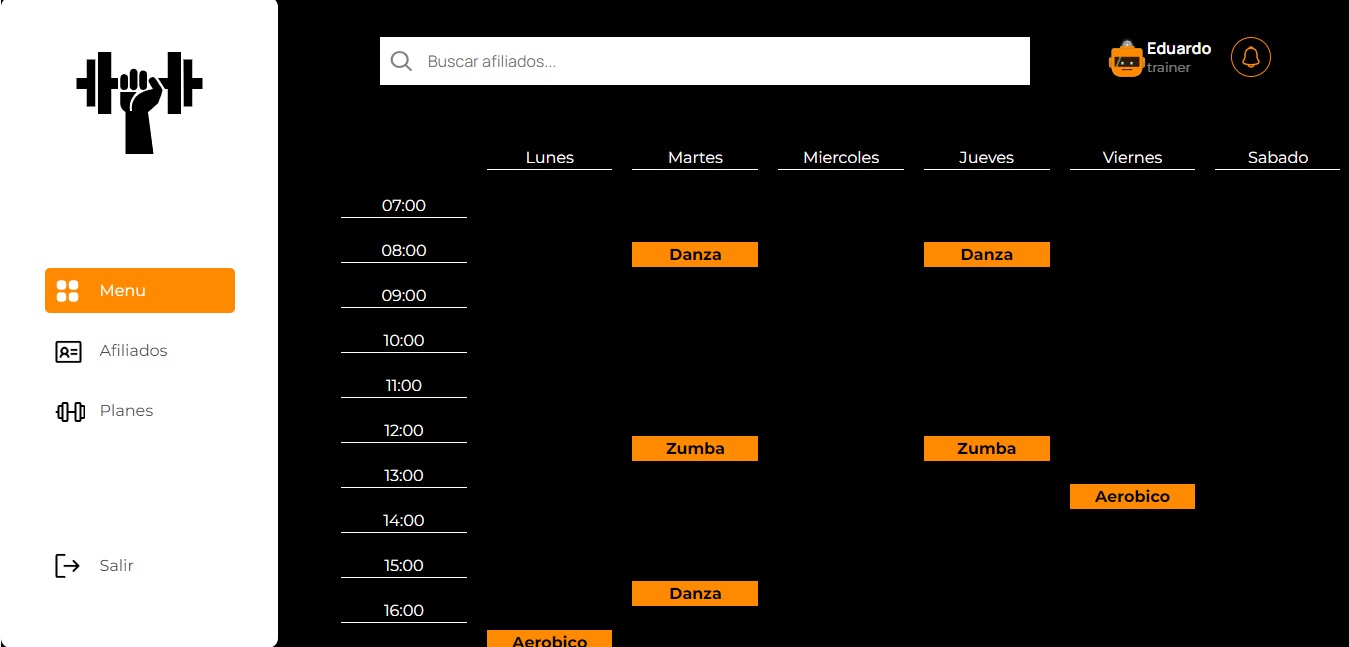 Buscar afiliados...
Eduardo
trainer
Lunes Martes Miercoles Jueves Viernes Sabado
07:00
08:00 Danza Danza
09:00
Menu
10:00
Afiliados
11:00
Planes
12:00 Zumba Zumba
13:00
Aerobico
14:00
Salir
15:00
Danza
16:00
Aerobico